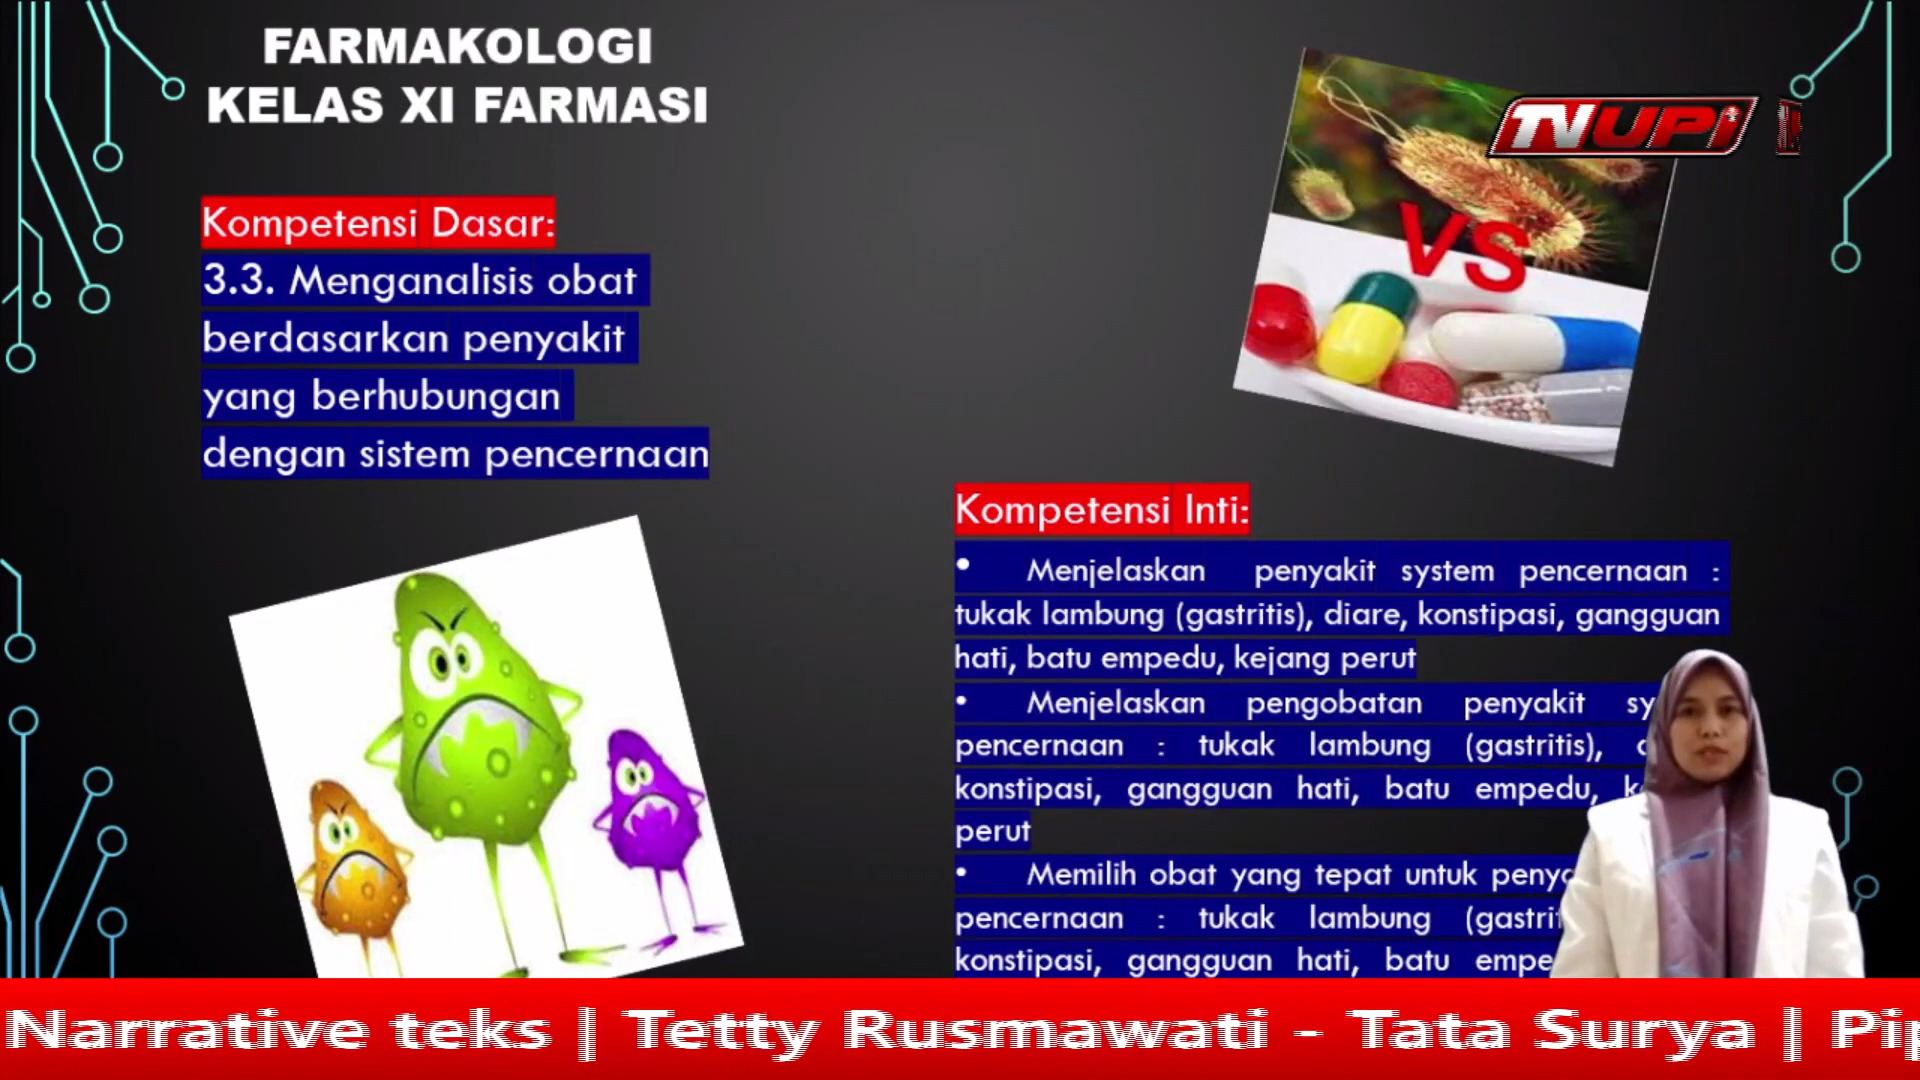 FARMAKOLOGI
KELAS XI FARMASI
TVUPI
VS
Kompetensi Dasar:
3.3. Menganalisis obat
berdasarkan penyakit
yang berhubungan
dengan sistem pencernaan
Kompetensi Inti:
• Menjelaskan penyakit system pencernaan :
tukak lambung (gastritis), diare, konstipasi, gangguan
hati, batu empedu, kejang perut
• Menjelaskan pengobatan penyakit
pencernaan : tukak lambung (gastritis),
konstipasi, gangguan hati, batu empedu,
perut
• Memilih obat yang tepat untuk
pencernaan : tukak lambung
konstipasi, gangguan hati, batu
Narrative teks | Tetty Rusmawati - Tata Surya |